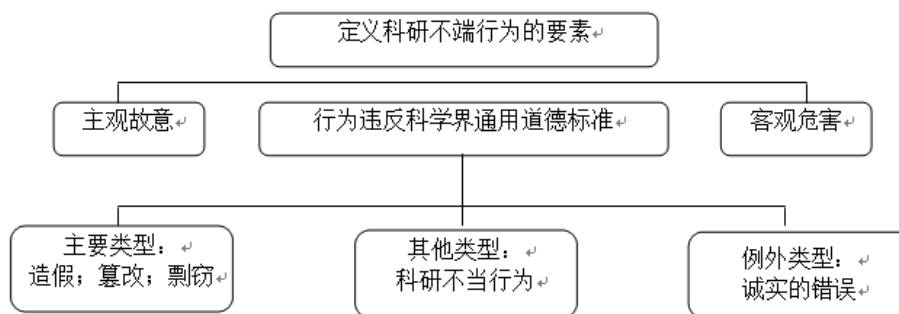 定义科研不端行为的要素
主观故意
行为违反科学界通用道德标准
客观危害
主要类型：
造假；篡改；剽窃
其他类型：
科研不当行为
例外类型：
诚实的错误